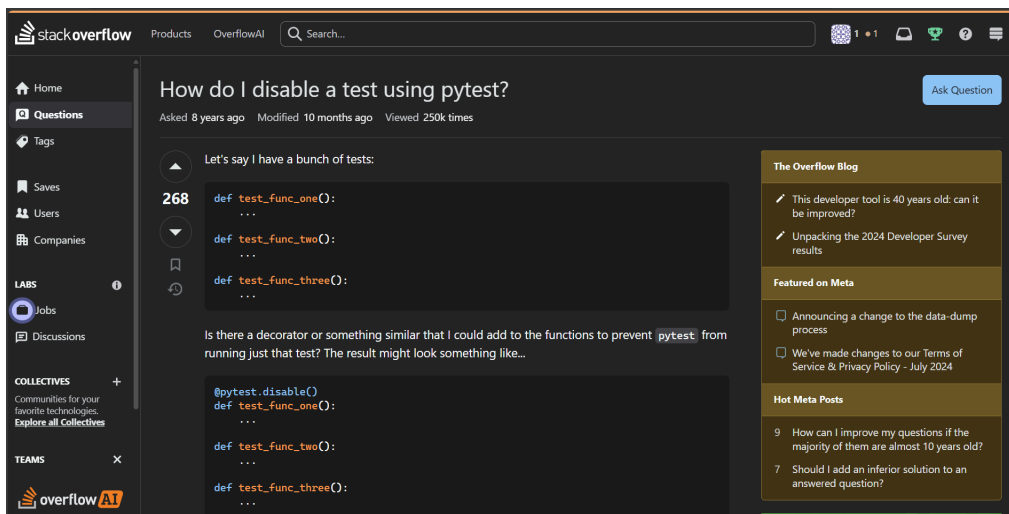 stackoverflow Products OverflowAI Search... 1 1
Home
Questions
Tags
Saves
Users
Companies
LABS
Jobs
Discussions
COLLECTIVES
Communities for your
favorite technologies.
Explore all Collectives
TEAMS
overflow AI
How do I disable a test using pytest?
Ask Question
Asked 8 years ago Modified 10 months ago Viewed 250k times
268
Let's say I have a bunch of tests:
def test_func_one():
...
def test_func_two():
...
def test_func_three():
...
Is there a decorator or something similar that I could add to the functions to prevent pytest from
running just that test? The result might look something like...
@pytest.disable()
def test_func_one():
...
def test_func_two():
...
def test_func_three():
...
The Overflow Blog
This developer tool is 40 years old: can it
be improved?
Unpacking the 2024 Developer Survey
results
Featured on Meta
Announcing a change to the data-dump
process
We've made changes to our Terms of
Service & Privacy Policy - July 2024
Hot Meta Posts
9 How can I improve my questions if the
majority of them are almost 10 years old?
7 Should I add an inferior solution to an
answered question?